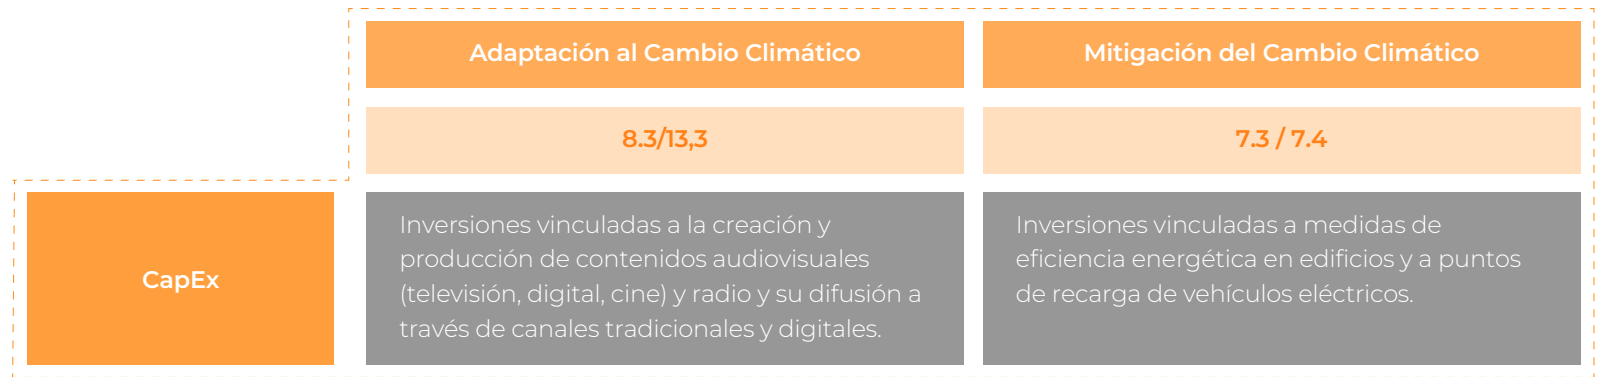 Adaptación al Cambio Climático
Mitigación del Cambio Climático
8.3/13,3
7.3 / 7.4
CapEx
Inversiones vinculadas a la creación y
producción de contenidos audiovisuales
(televisión, digital, cine) y radio y su difusión a
través de canales tradicionales y digitales.
Inversiones vinculadas a medidas de
eficiencia energética en edificios y a puntos
de recarga de vehículos eléctricos.